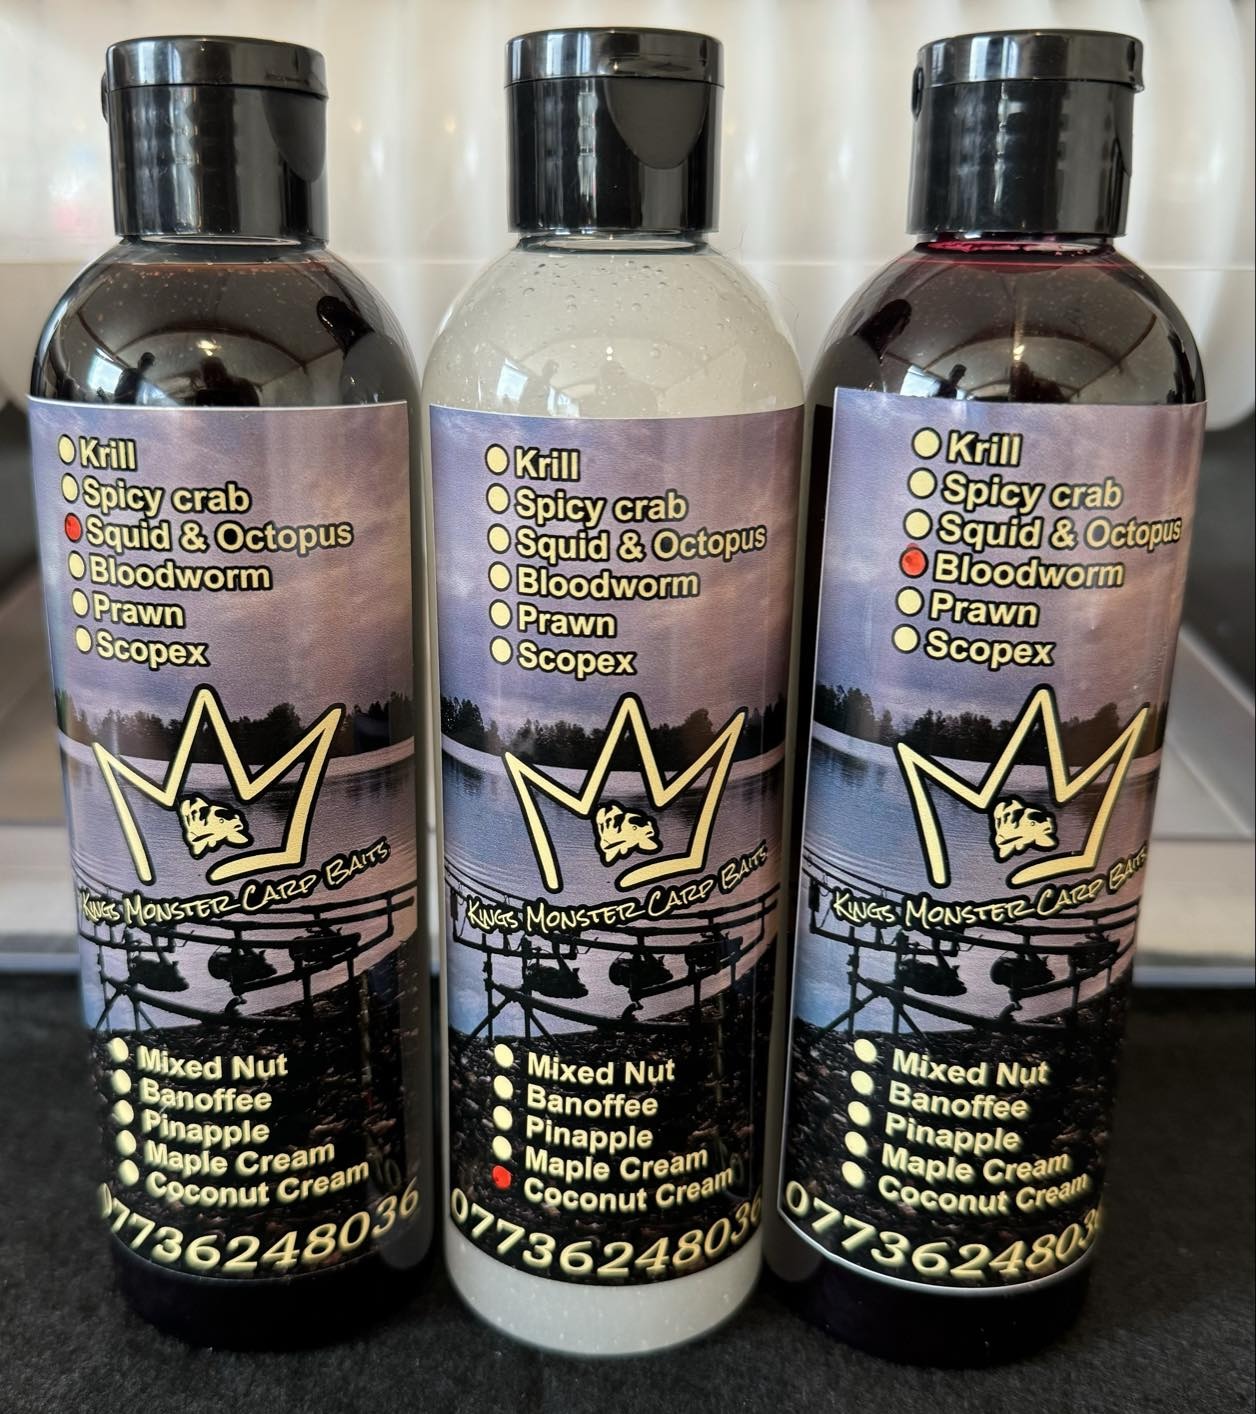 Krill
Spicy crab
Squid & Octopus
Bloodworm
Prawn
Scopex
Kings Monster Carp Baits
Mixed Nut
Banoffee
Pinapple
Maple Cream
Coconut Cream
07736248036
Krill
Spicy crab
Squid & Octopus
Bloodworm
Prawn
Scopex
Kings Monster Carp Baits
Mixed Nut
Banoffee
Pinapple
Maple Cream
Coconut Cream
07736248036
Krill
Spicy crab
Squid & Octopus
Bloodworm
Prawn
Scopex
Kings Monster Carp Baits
Mixed Nut
Banoffee
Pinapple
Maple Cream
Coconut Cream
07736248036